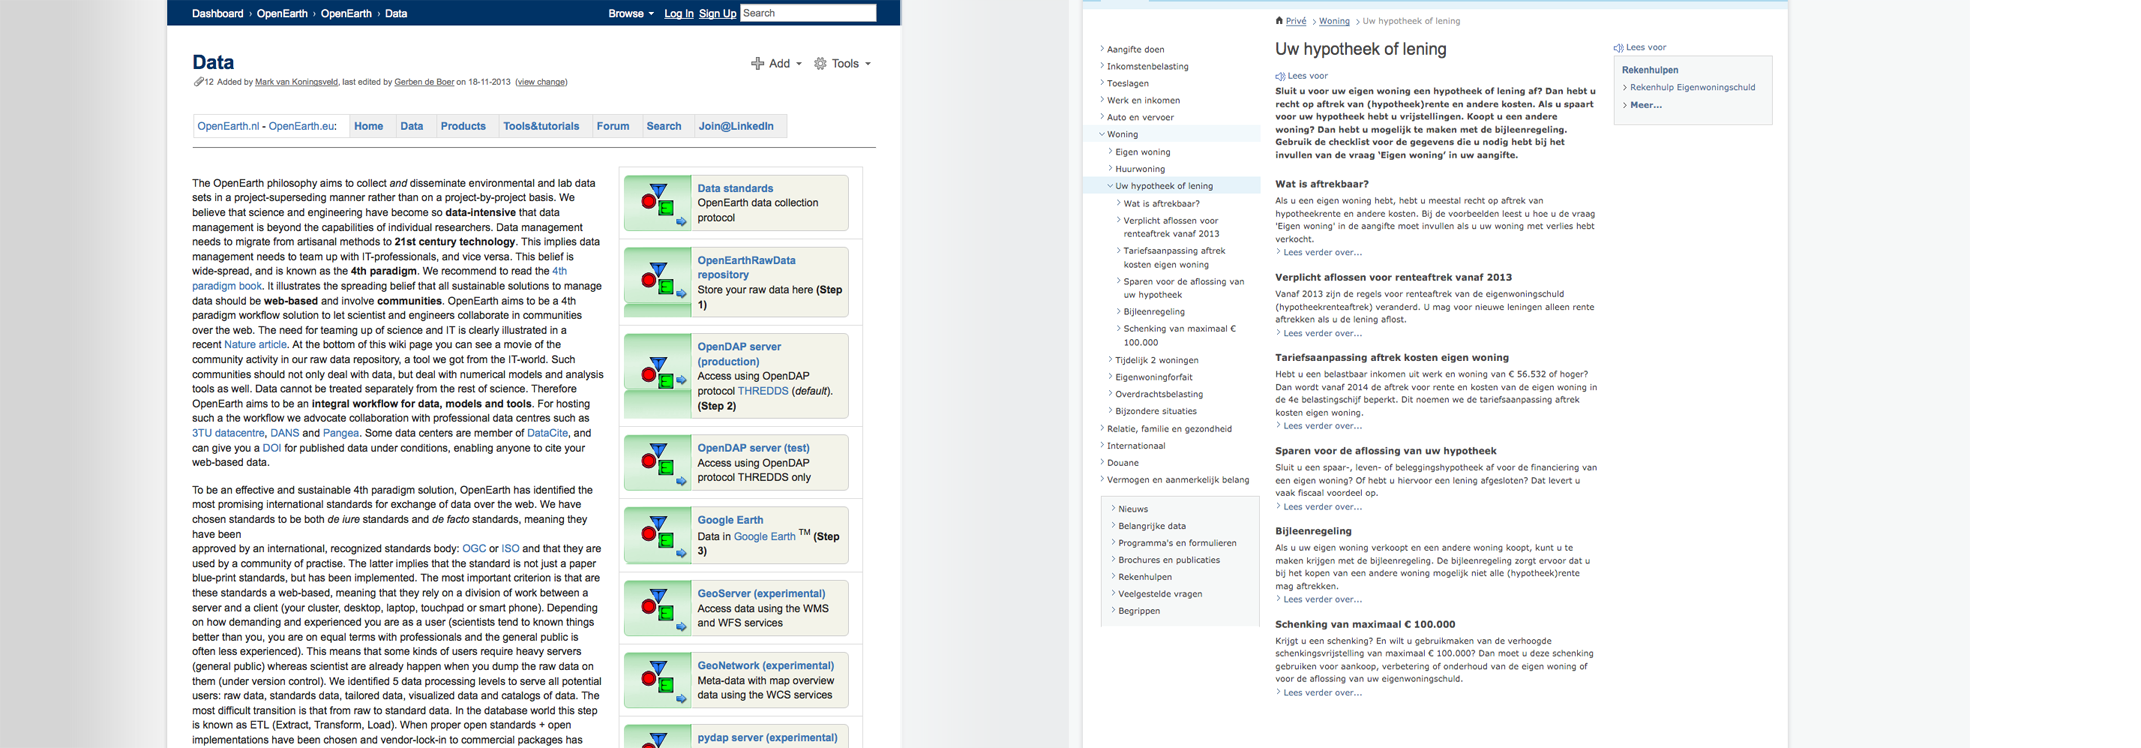 Dashboard › OpenEarth › OpenEarth › Data
Browse Log In Sign Up Search
Data
Add Tools
12 Added by Mark van Koningsveld, last edited by Gerben de Boer on 18-11-2013 (view change)
OpenEarth.nl - OpenEarth.eu: Home Data Products Tools&tutorials Forum Search Join@LinkedIn
The OpenEarth philosophy aims to collect and disseminate environmental and lab data
sets in a project-superseding manner rather than on a project-by-project basis. We
believe that science and engineering have become so data-intensive that data
management is beyond the capabilities of individual researchers. Data management
needs to migrate from artisanal methods to 21st century technology. This implies data
management needs to team up with IT-professionals, and vice versa. This belief is
wide-spread, and is known as the 4th paradigm. We recommend to read the 4th
paradigm book. It illustrates the spreading belief that all sustainable solutions to manage
data should be web-based and involve communities. OpenEarth aims to be a 4th
paradigm workflow solution to let scientist and engineers collaborate in communities
over the web. The need for teaming up of science and IT is clearly illustrated in a
recent Nature article. At the bottom of this wiki page you can see a movie of the
community activity in our raw data repository, a tool we got from the IT-world. Such
communities should not only deal with data, but deal with numerical models and analysis
tools as well. Data cannot be treated separately from the rest of science. Therefore
OpenEarth aims to be an integral workflow for data, models and tools. For hosting
such a the workflow we advocate collaboration with professional data centres such as
3TU datacentre, DANS and Pangea. Some data centers are member of DataCite, and
can give you a DOI for published data under conditions, enabling anyone to cite your
web-based data.
To be an effective and sustainable 4th paradigm solution, OpenEarth has identified the
most promising international standards for exchange of data over the web. We have
chosen standards to be both de iure standards and de facto standards, meaning they
have been
approved by an international, recognized standards body: OGC or ISO and that they are
used by a community of practise. The latter implies that the standard is not just a paper
blue-print standards, but has been implemented. The most important criterion is that are
these standards a web-based, meaning that they rely on a division of work between a
server and a client (your cluster, desktop, laptop, touchpad or smart phone). Depending
on how demanding and experienced you are as a user (scientists tend to known things
better than you, you are on equal terms with professionals and the general public is
often less experienced). This means that some kinds of users require heavy servers
(general public) whereas scientist are already happen when you dump the raw data on
them (under version control). We identified 5 data processing levels to serve all potential
users: raw data, standards data, tailored data, visualized data and catalogs of data. The
most difficult transition is that from raw to standard data. In the database world this step
is known as ETL (Extract, Transform, Load). When proper open standards + open
implementations have been chosen and vendor-lock-in to commercial packages has
Data standards
OpenEarth data collection
protocol
OpenEarthRawData
repository
Store your raw data here (Step
1)
OpenDAP server
(production)
Access using OpenDAP
protocol THREDDS (default).
(Step 2)
OpenDAP server (test)
Access using OpenDAP
protocol THREDDS only
Google Earth
Data in Google Earth TM (Step
3)
GeoServer (experimental)
Access data using the WMS
and WFS services
GeoNetwork (experimental)
Meta-data with map overview
data using the WCS services
pydap server (experimental)
Aangifte doen
Inkomstenbelasting
Toeslagen
Werk en inkomen
Auto en vervoer
Woning
Eigen woning
Huurwoning
Uw hypotheek of lening
Wat is aftrekbaar?
Verplicht aflossen voor
renteaftrek vanaf 2013
Tariefsaanpassing aftrek
kosten eigen woning
Sparen voor de aflossing van
uw hypotheek
Bijleenregeling
Schenking van maximaal €
100.000
Tijdelijk 2 woningen
Eigenwoningforfait
Overdrachtsbelasting
Bijzondere situaties
Relatie, familie en gezondheid
Internationaal
Douane
Vermogen en aanmerkelijk belang
Nieuws
Belangrijke data
Programma's en formulieren
Brochures en publicaties
Rekenhulpen
Veelgestelde vragen
Begrippen
Privé › Woning › Uw hypotheek of lening
Uw hypotheek of lening
Lees voor
Sluit u voor uw eigen woning een hypotheek of lening af? Dan hebt u
recht op aftrek van (hypotheek)rente en andere kosten. Als u spaart
voor uw hypotheek hebt u vrijstellingen. Koopt u een andere
woning? Dan hebt u mogelijk te maken met de bijleenregeling.
Gebruik de checklist voor de gegevens die u nodig hebt bij het
invullen van de vraag 'Eigen woning' in uw aangifte.
Wat is aftrekbaar?
Als u een eigen woning hebt, hebt u meestal recht op aftrek van
hypotheekrente en andere kosten. Bij de voorbeelden leest u hoe u de vraag
'Eigen woning' in de aangifte moet invullen als u uw woning met verlies hebt
verkocht.
Lees verder over...
Verplicht aflossen voor renteaftrek vanaf 2013
Vanaf 2013 zijn de regels voor renteaftrek van de eigenwoningschuld
(hypotheekrenteaftrek) veranderd. U mag voor nieuwe leningen alleen rente
aftrekken als u de lening aflost.
Lees verder over...
Tariefsaanpassing aftrek kosten eigen woning
Hebt u een belastbaar inkomen uit werk en woning van € 56.532 of hoger?
Dan wordt vanaf 2014 de aftrek voor rente en kosten van de eigen woning in
de 4e belastingschijf beperkt. Dit noemen we de tariefsaanpassing aftrek
kosten eigen woning.
Lees verder over...
Sparen voor de aflossing van uw hypotheek
Sluit u een spaar-, leven- of beleggingshypotheek af voor de financiering van
een eigen woning? Of hebt u hiervoor een lening afgesloten? Dat levert u
vaak fiscaal voordeel op.
Lees verder over...
Bijleenregeling
Als u uw eigen woning verkoopt en een andere woning koopt, kunt u te
maken krijgen met de bijleenregeling. De bijleenregeling zorgt ervoor dat u
bij het kopen van een andere woning mogelijk niet alle (hypotheek)rente
mag aftrekken.
Lees verder over...
Schenking van maximaal € 100.000
Krijgt u een schenking? En wilt u gebruikmaken van de verhoogde
schenkingsvrijstelling van maximaal € 100.000? Dan moet u deze schenking
gebruiken voor aankoop, verbetering of onderhoud van de eigen woning of
voor de aflossing van uw eigenwoningschuld.
Lees verder over...
Lees voor
Rekenhulpen
Rekenhulp Eigenwoningschuld
Meer...